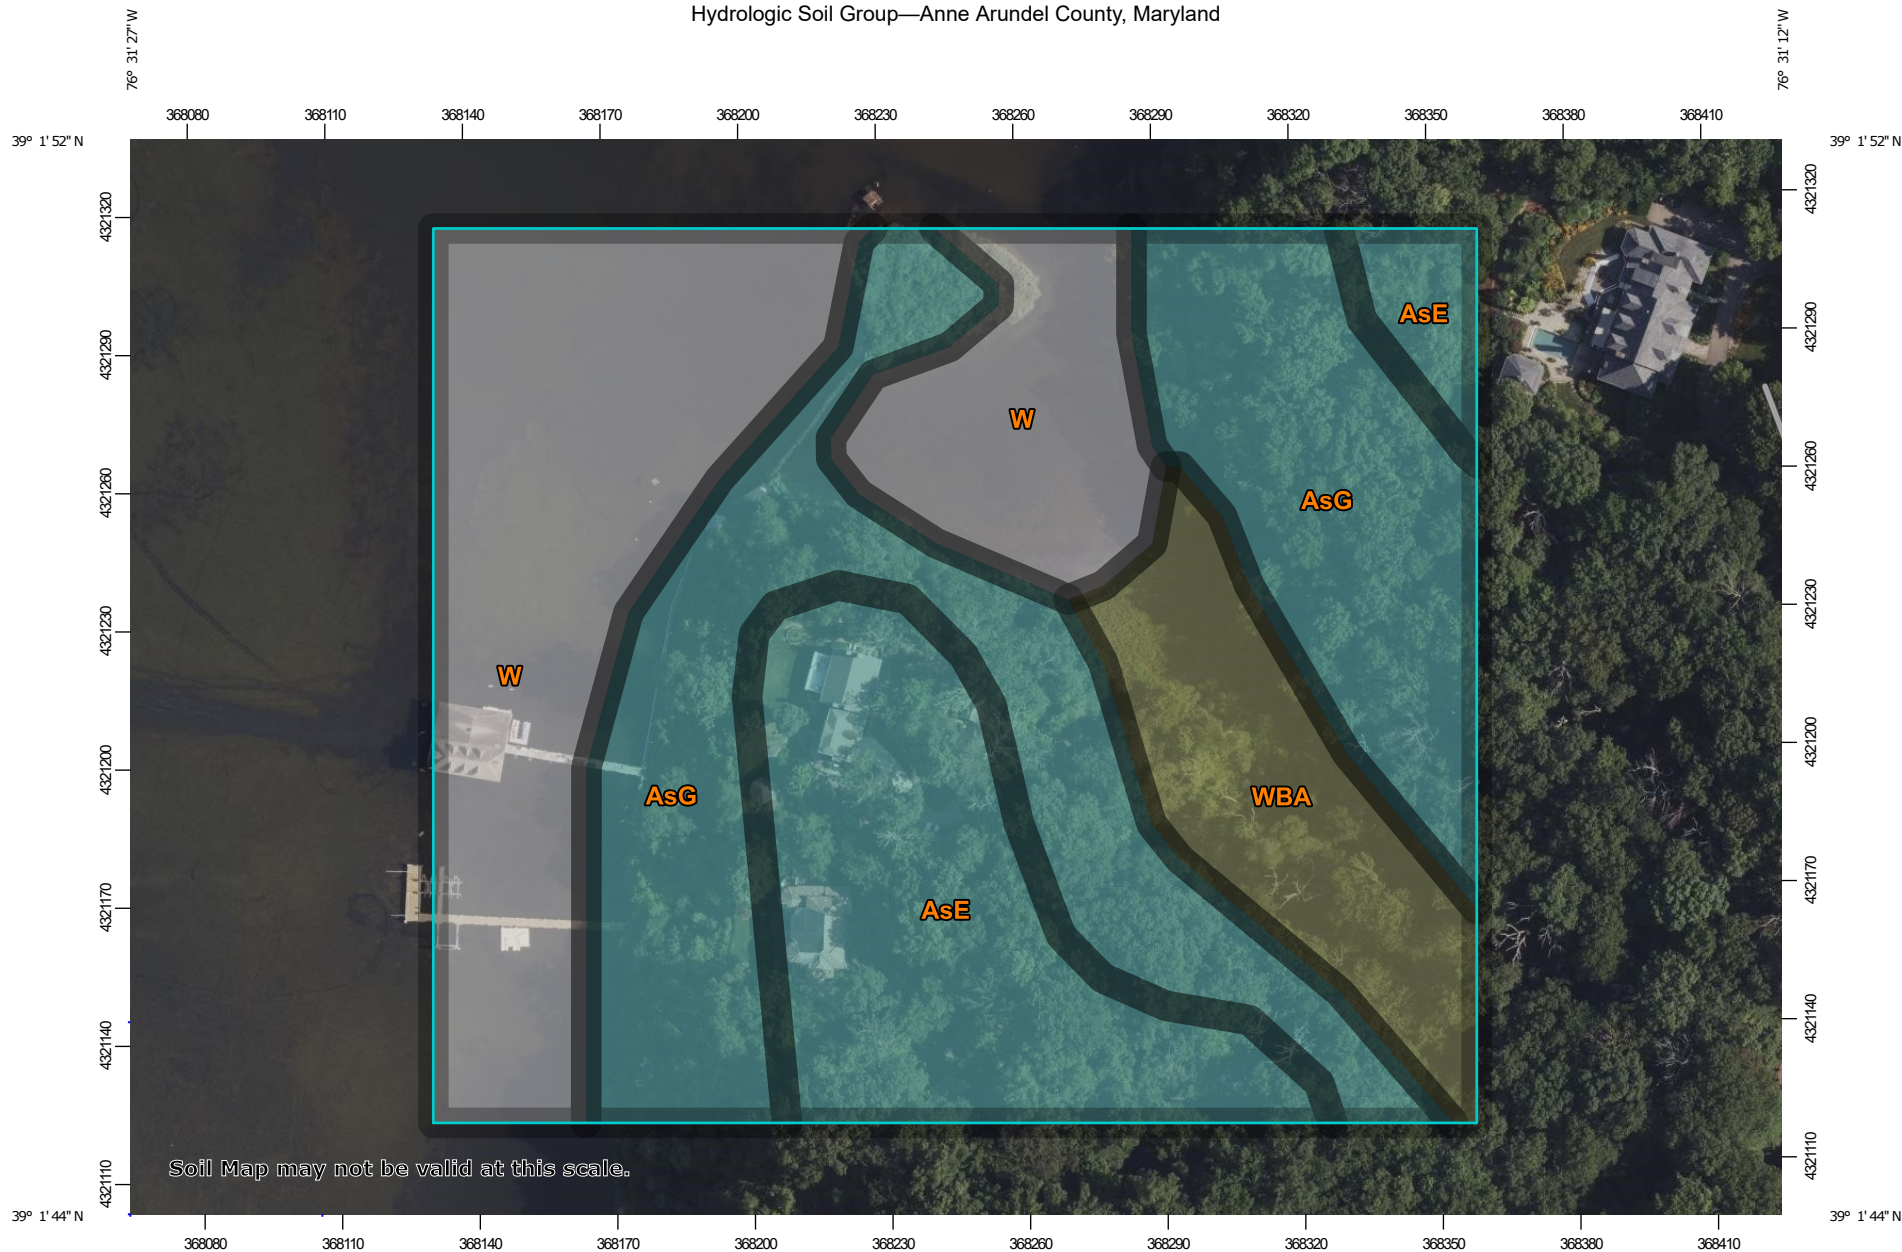 Hydrologic Soil Group—Anne Arundel County, Maryland
76° 31' 27" W
76° 31' 12" W
368080 368110 368140 368170 368200 368230 368260 368290 368320 368350 368380 368410
39° 1' 52" N
39° 1' 52" N
4321320
4321320
AsE
4321290
4321290
W
4321260
4321260
AsG
4321230
4321230
W
4321200
4321200
AsG
WBA
4321170
4321170
AsE
4321140
4321140
Soil Map may not be valid at this scale.
4321110
4321110
39° 1' 44" N
39° 1' 44" N
368080 368110 368140 368170 368200 368230 368260 368290 368320 368350 368380 368410